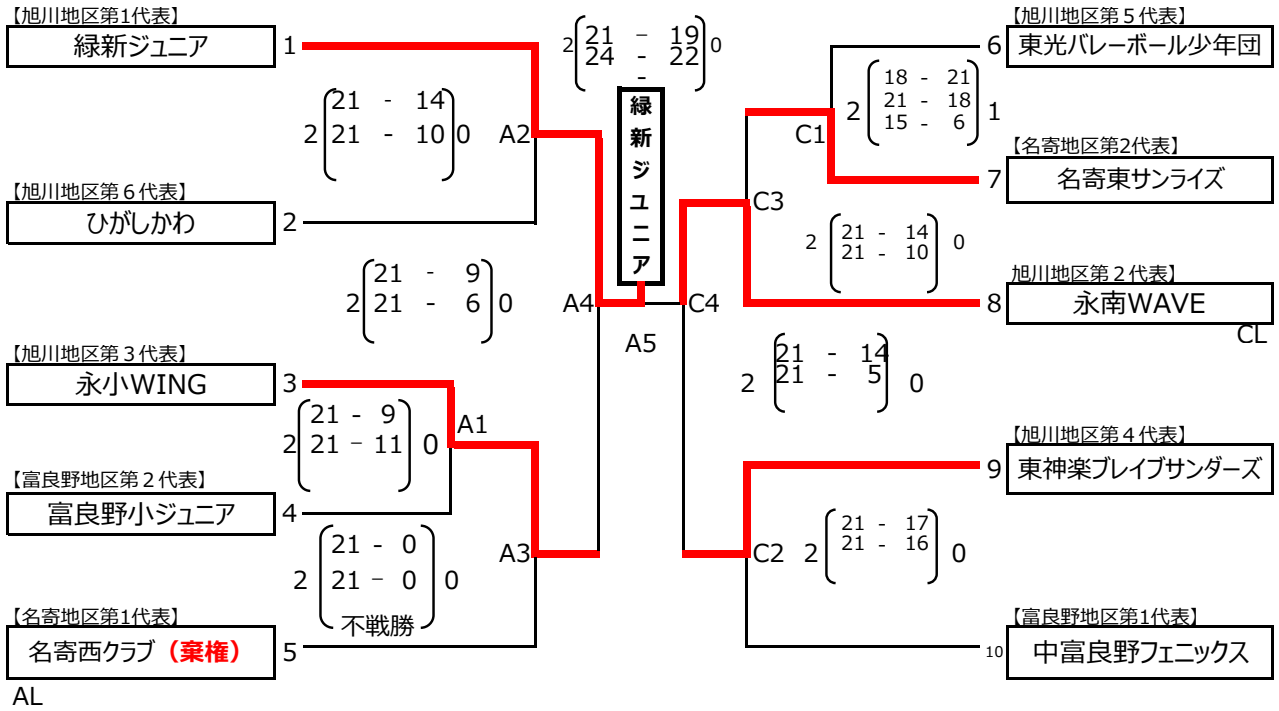 【旭川地区第1代表】
緑新ジュニア
1
21 - 14
2 21 - 10 0
A2
【旭川地区第６代表】
ひがしかわ
2
21 - 9
2 21 - 6 0
A4
【旭川地区第３代表】
永小WING
3
21 - 9
2 21 - 11 0
A1
【富良野地区第２代表】
富良野小ジュニア
4
21 - 0
2 21 - 0 0
不戦勝
A3
【名寄地区第1代表】
名寄西クラブ（棄権）
5
AL
2 21 - 19 0
24 - 22
-
緑新ジュニア
A5
【旭川地区第５代表】
6
東光バレーボール少年団
18 - 21
2 21 - 18 1
15 - 6
C1
【名寄地区第2代表】
7
名寄東サンライズ
C3
2 21 - 14 0
21 - 10
旭川地区第２代表】
8
永南WAVE
CL
C4
21 - 14
2 21 - 5 0
【旭川地区第４代表】
9
東神楽ブレイブサンダーズ
21 - 17
21 - 16
C2 2 0
【富良野地区第1代表】
10
中富良野フェニックス